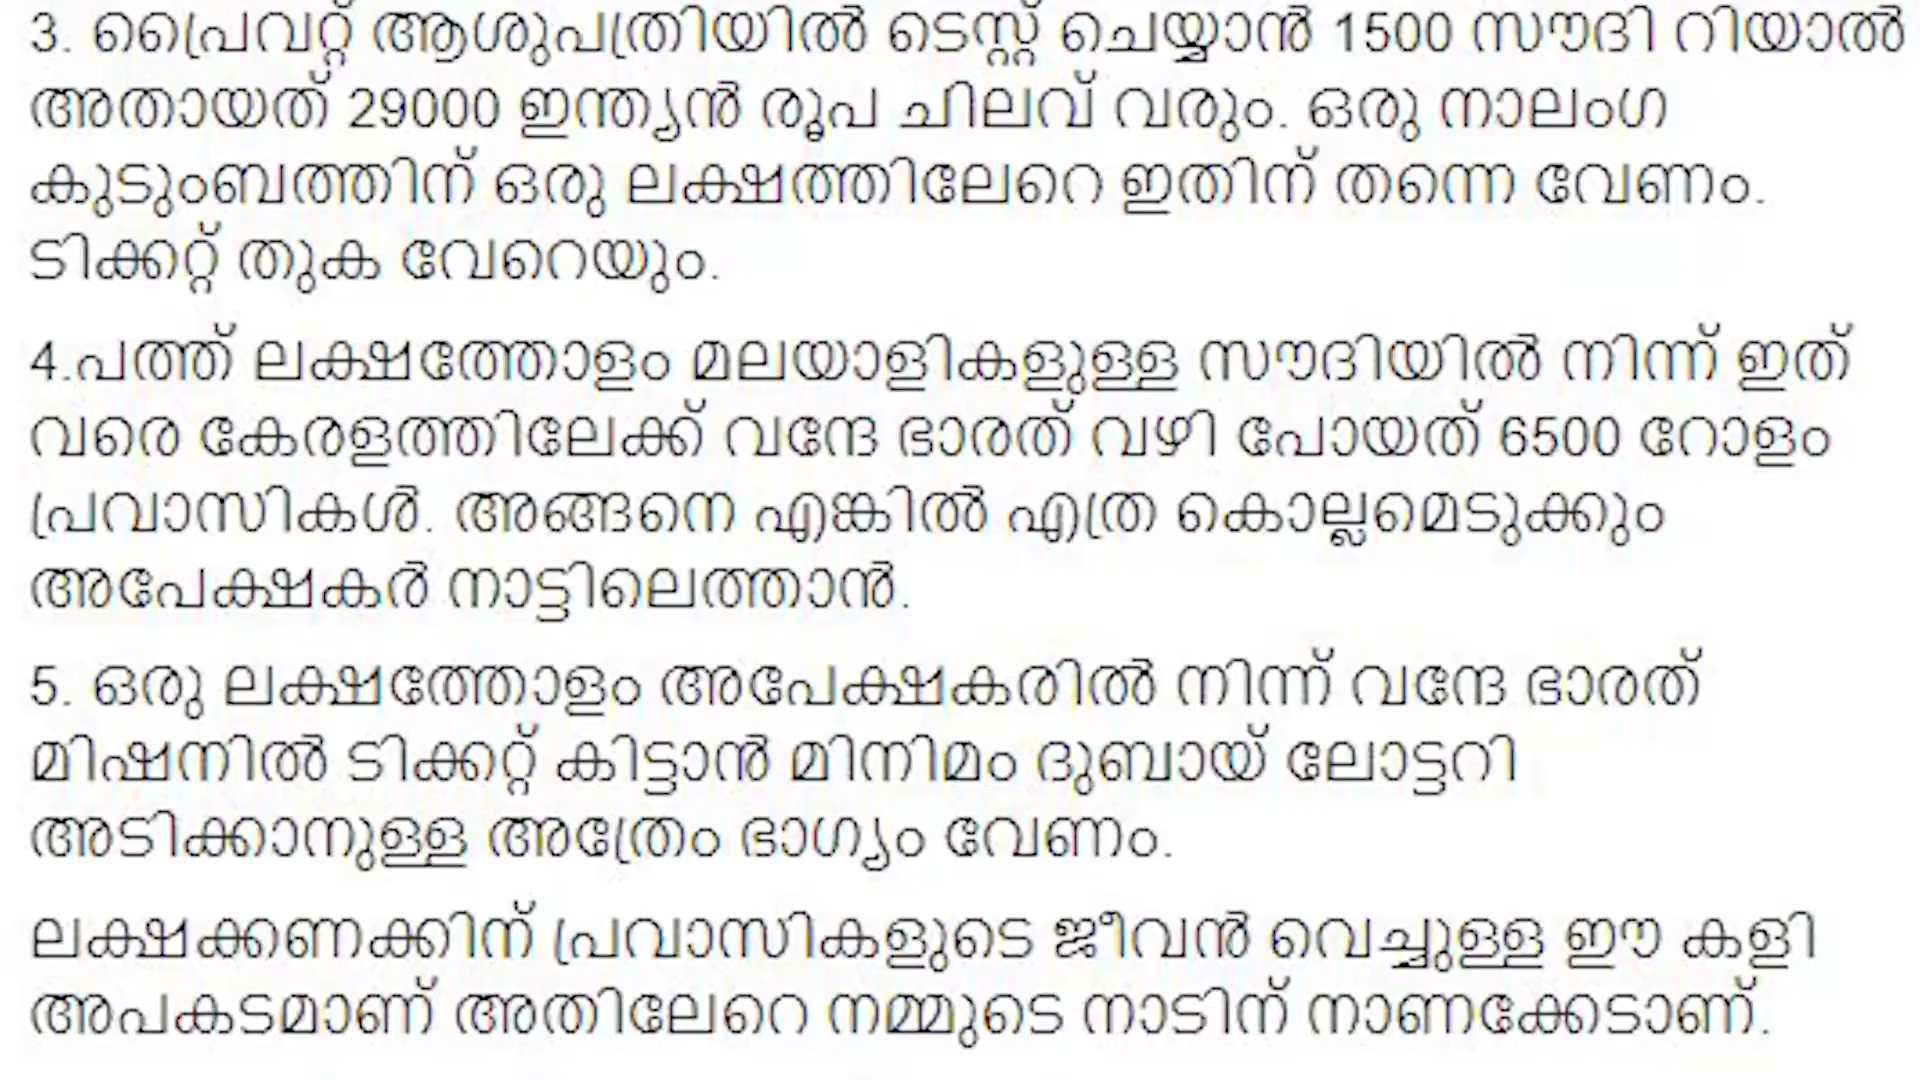 3. പ്രൈവറ്റ് ആശുപത്രിയിൽ ടെസ്റ്റ് ചെയ്യാൻ 1500 സൗദി റിയാൽ
അതായത് 29000 ഇന്ത്യൻ രൂപ ചിലവ് വരും. ഒരു നാലംഗ
കുടുംബത്തിന് ഒരു ലക്ഷത്തിലേറെ ഇതിന് തന്നെ വേണം.
ടിക്കറ്റ് തുക വേറെയും.
4.പത്ത് ലക്ഷത്തോളം മലയാളികളുള്ള സൗദിയിൽ നിന്ന് ഇത്
വരെ കേരളത്തിലേക്ക് വന്ദേ ഭാരത് വഴി പോയത് 6500 റോളം
പ്രവാസികൾ. അങ്ങനെ എങ്കിൽ എത്ര കൊല്ലമെടുക്കും
അപേക്ഷകർ നാട്ടിലെത്താൻ.
5. ഒരു ലക്ഷത്തോളം അപേക്ഷകരിൽ നിന്ന് വന്ദേ ഭാരത്
മിഷനിൽ ടിക്കറ്റ് കിട്ടാൻ മിനിമം ദുബായ് ലോട്ടറി
അടിക്കാനുള്ള അത്രേം ഭാഗ്യം വേണം.
ലക്ഷക്കണക്കിന് പ്രവാസികളുടെ ജീവൻ വെച്ചുള്ള ഈ കളി
അപകടമാണ് അതിലേറെ നമ്മുടെ നാടിന് നാണക്കേടാണ്.